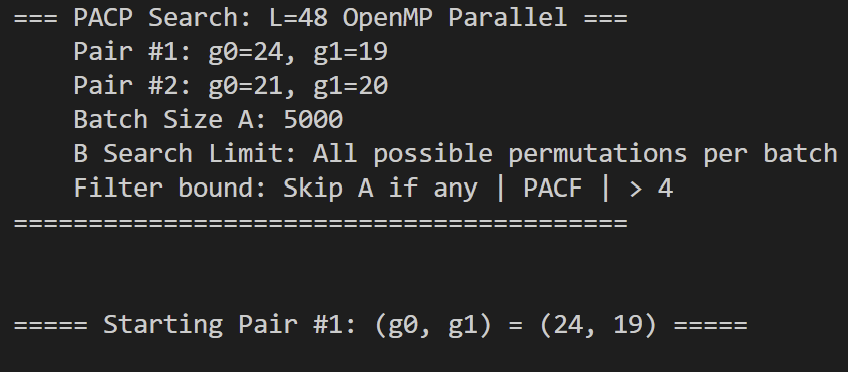 === PACP Search: L=48 OpenMP Parallel ===
Pair #1: g0=24, g1=19
Pair #2: g0=21, g1=20
Batch Size A: 5000
B Search Limit: All possible permutations per batch
Filter bound: Skip A if any | PACF | > 4
=========================================
===== Starting Pair #1: (g0, g1) = (24, 19) =====